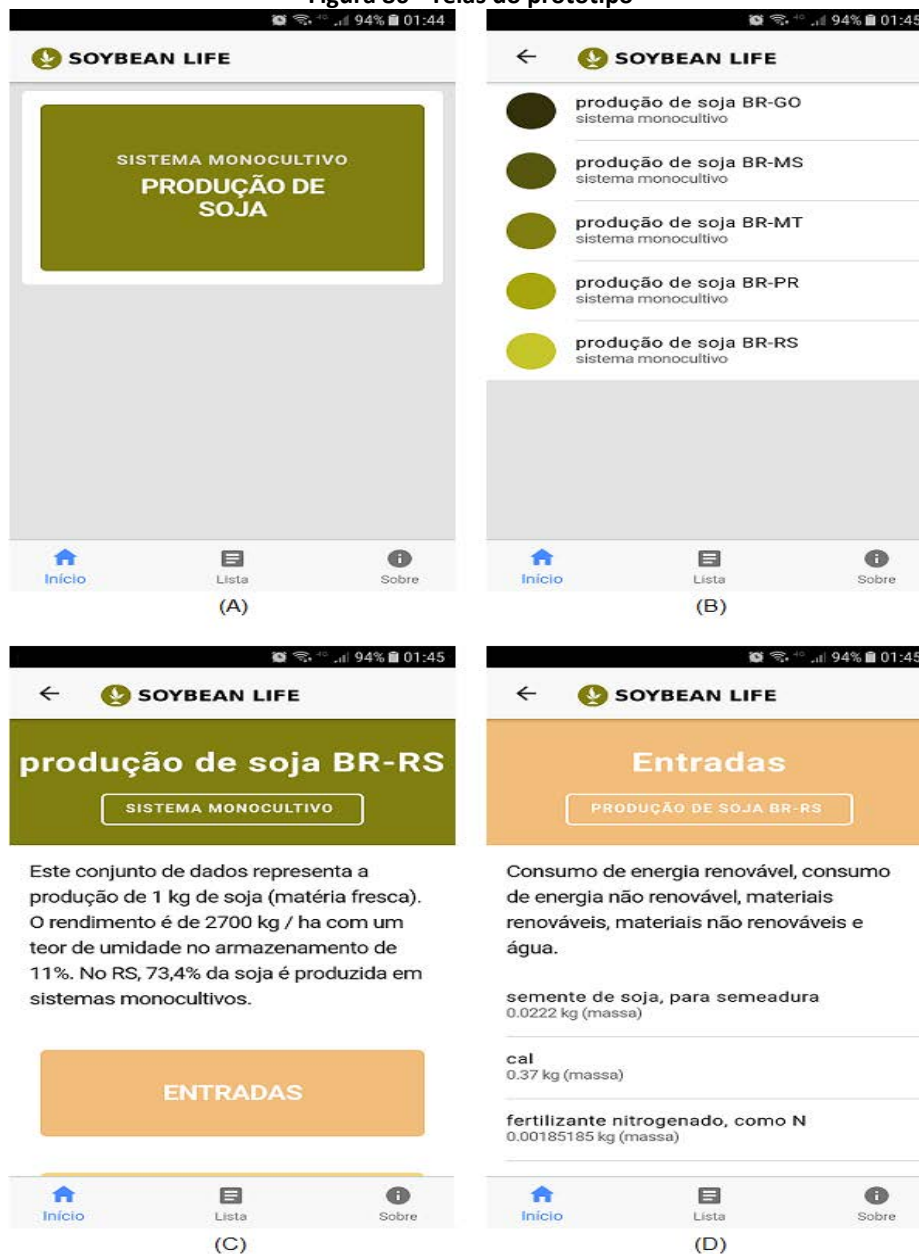 Figura 36 - Telas do protótipo
94% 01:44
SOYBEAN LIFE
SISTEMA MONOCULTIVO
PRODUÇÃO DE
SOJA
Início Lista Sobre
(A)
94% 01:45
SOYBEAN LIFE
produção de soja BR-GO
sistema monocultivo
produção de soja BR-MS
sistema monocultivo
produção de soja BR-MT
sistema monocultivo
produção de soja BR-PR
sistema monocultivo
produção de soja BR-RS
sistema monocultivo
Início Lista Sobre
(B)
94% 01:45
SOYBEAN LIFE
produção de soja BR-RS
SISTEMA MONOCULTIVO
Este conjunto de dados representa a
produção de 1 kg de soja (matéria fresca).
O rendimento é de 2700 kg / ha com um
teor de umidade no armazenamento de
11%. No RS, 73,4% da soja é produzida em
sistemas monocultivos.
ENTRADAS
Início Lista Sobre
(C)
94% 01:45
SOYBEAN LIFE
Entradas
PRODUÇÃO DE SOJA BR-RS
Consumo de energia renovável, consumo
de energia não renovável, materiais
renováveis, materiais não renováveis e
água.
semente de soja, para semeadura
0.0222 kg (massa)
cal
0.37 kg (massa)
fertilizante nitrogenado, como N
0.00185185 kg (massa)
Início Lista Sobre
(D)